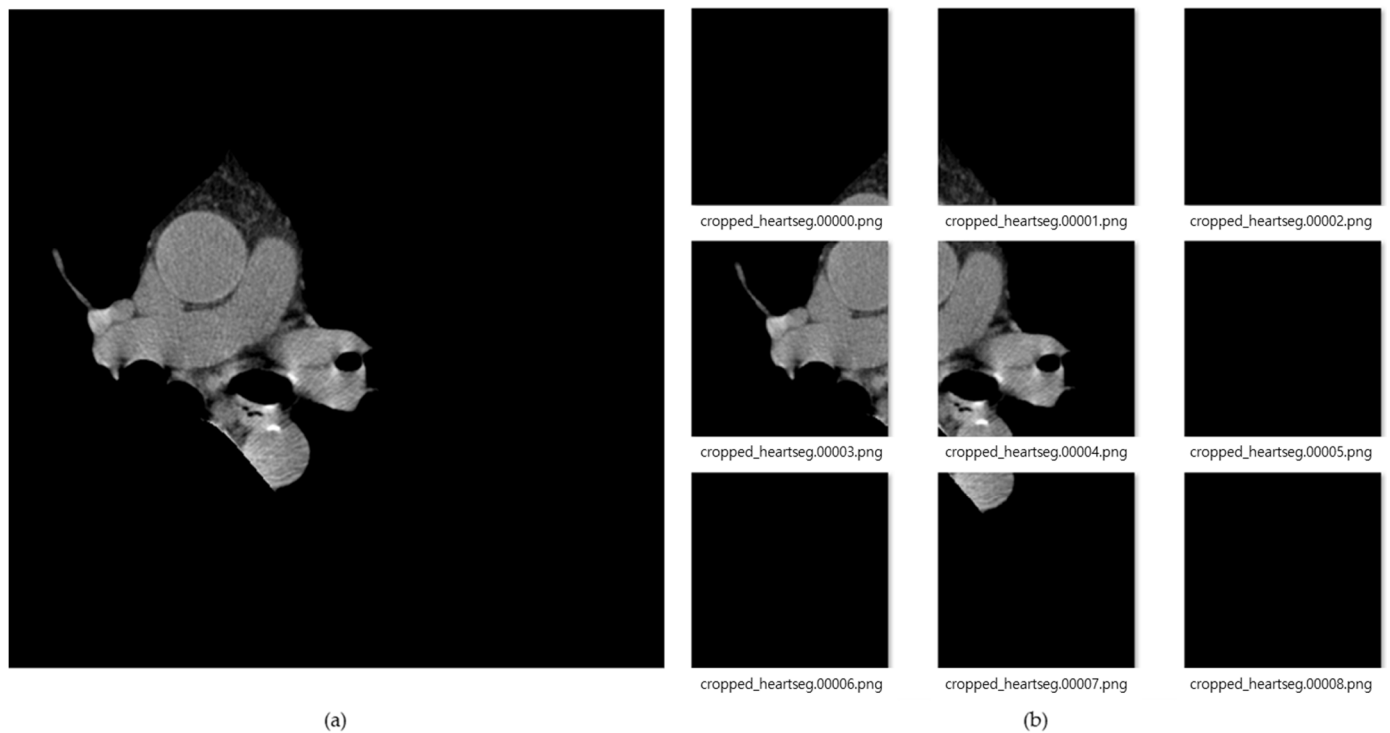 cropped_heartseg.00000.png
cropped_heartseg.00001.png
cropped_heartseg.00002.png
cropped_heartseg.00003.png
cropped_heartseg.00004.png
cropped_heartseg.00005.png
cropped_heartseg.00006.png
cropped_heartseg.00007.png
cropped_heartseg.00008.png
(a)
(b)